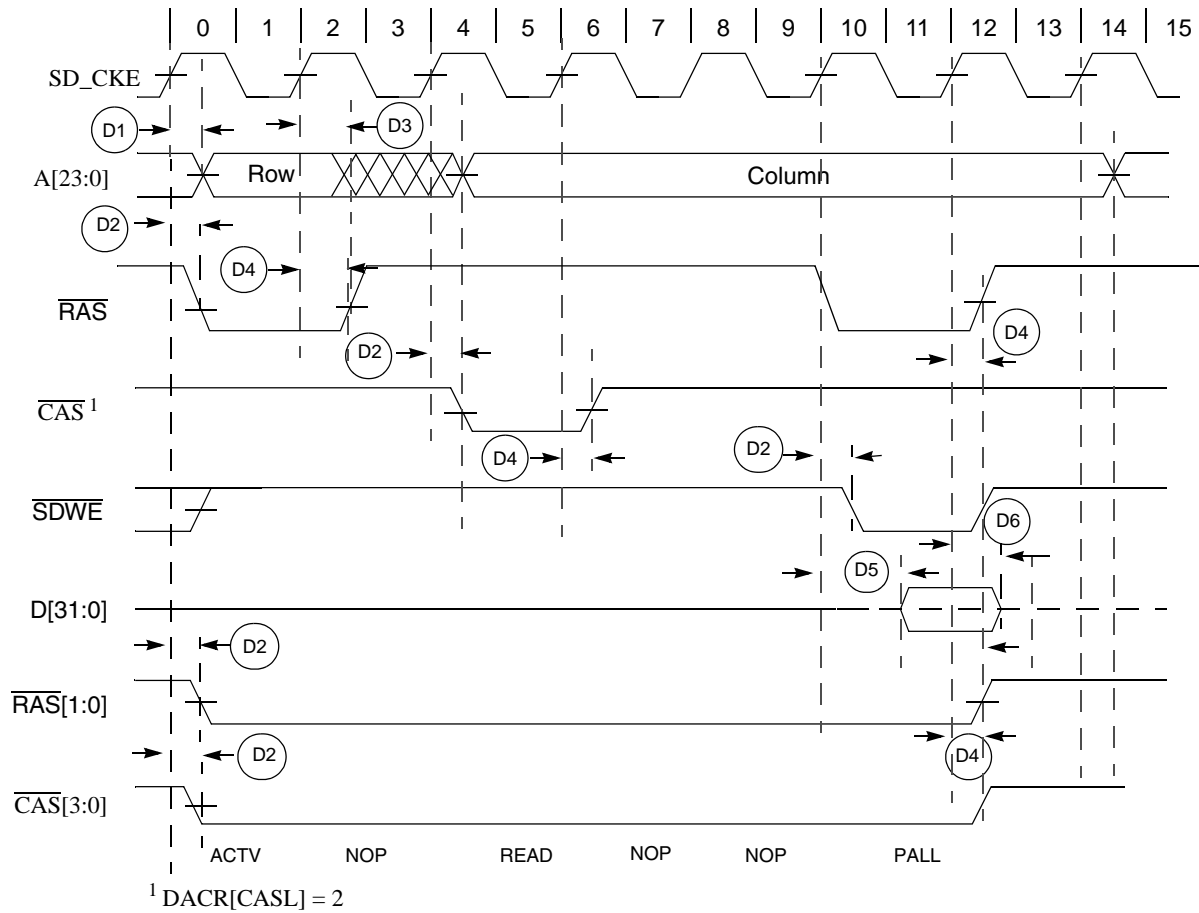 0 1 2 3 4 5 6 7 8 9 10 11 12 13 14 15
SD_CKE
D1
D3
A[23:0]
Row
Column
D2
D4
RAS
D2
D4
CAS 1
D4
D2
SDWE
D6
D5
D[31:0]
D2
RAS[1:0]
D2
D4
CAS[3:0]
ACTV NOP READ NOP NOP PALL
1 DACR[CASL] = 2